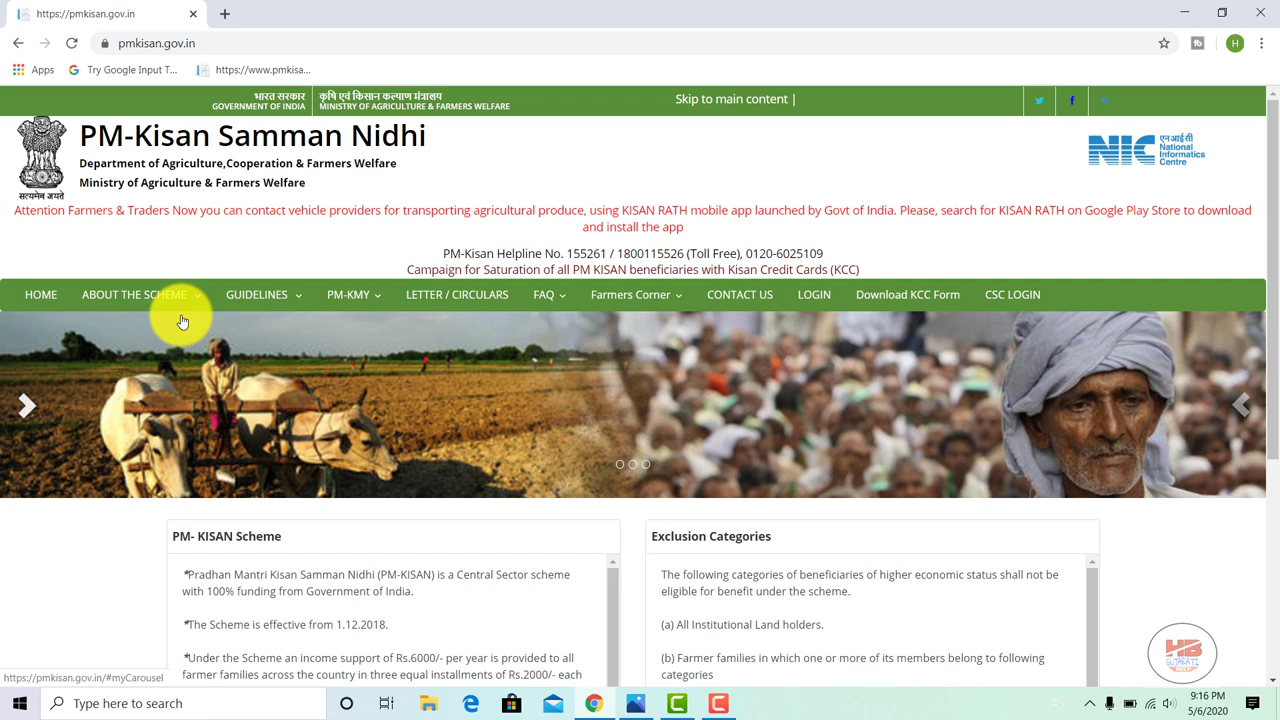 https://pmkisan.gov.in
pmkisan.gov.in
Apps
Try Google Input T...
https://www.pmkisa...
भारत सरकार
GOVERNMENT OF INDIA
कृषि एवं किसान कल्याण मंत्रालय
MINISTRY OF AGRICULTURE & FARMERS WELFARE
Skip to main content |
PM-Kisan Samman Nidhi
Department of Agriculture,Cooperation & Farmers Welfare
Ministry of Agriculture & Farmers Welfare
सत्यमेव जयते
NIC
एन आई सी
National
Informatics
Centre
Attention Farmers & Traders Now you can contact vehicle providers for transporting agricultural produce, using KISAN RATH mobile app launched by Govt of India. Please, search for KISAN RATH on Google Play Store to download
and install the app
PM-Kisan Helpline No. 155261 / 1800115526 (Toll Free), 0120-6025109
Campaign for Saturation of all PM KISAN beneficiaries with Kisan Credit Cards (KCC)
HOME ABOUT THE SCHEME GUIDELINES PM-KMY LETTER / CIRCULARS FAQ Farmers Corner CONTACT US LOGIN Download KCC Form CSC LOGIN
PM- KISAN Scheme
*Pradhan Mantri Kisan Samman Nidhi (PM-KISAN) is a Central Sector scheme
with 100% funding from Government of India.
*The Scheme is effective from 1.12.2018.
*Under the Scheme an income support of Rs.6000/- per year is provided to all
farmer families across the country in three equal installments of Rs.2000/- each
Exclusion Categories
The following categories of beneficiaries of higher economic status shall not be
eligible for benefit under the scheme.
(a) All Institutional Land holders.
(b) Farmer families in which one or more of its members belong to following
categories
HB
GUJARATI
https://pmkisan.gov.in/#myCarousel
Type here to search
9:16 PM
5/6/2020